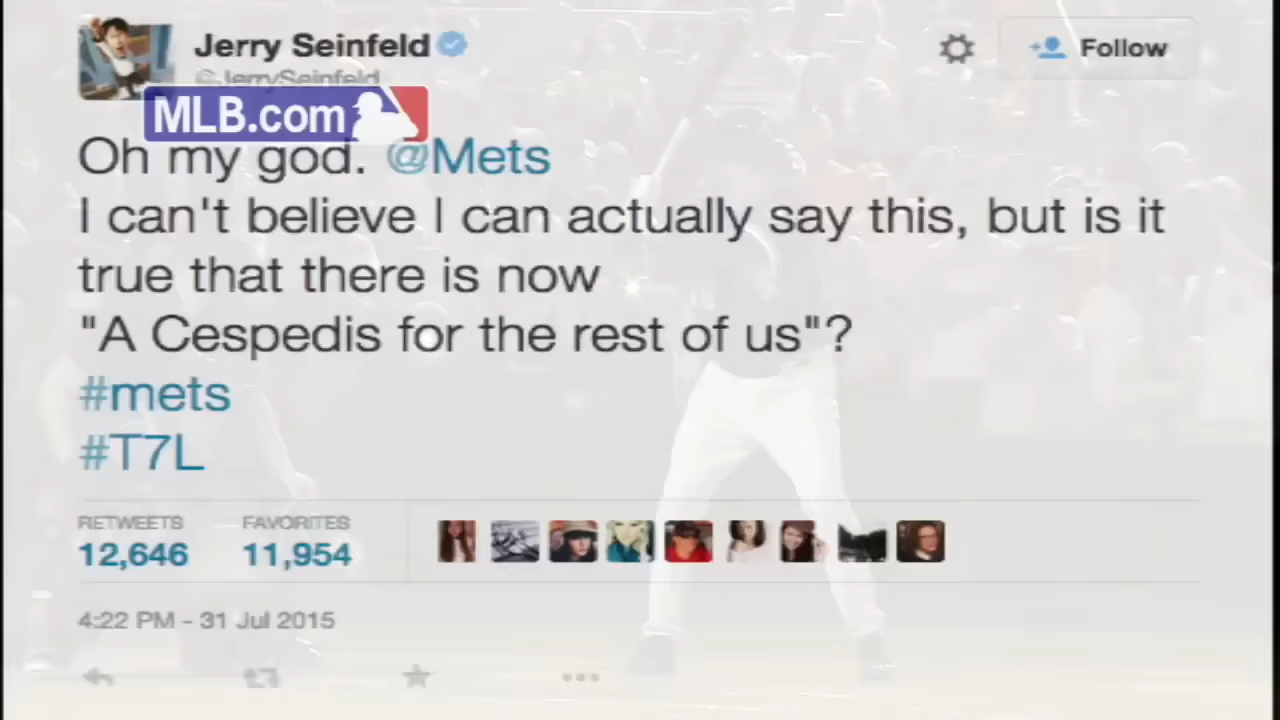 Jerry Seinfeld
Follow
@JerrySeinfeld
MLB.com
Oh my god. @Mets
I can't believe I can actually say this, but is it
true that there is now
"A Cespedis for the rest of us"?
#mets
#T7L
RETWEETS FAVORITES
12,646 11,954
4:22 PM - 31 Jul 2015